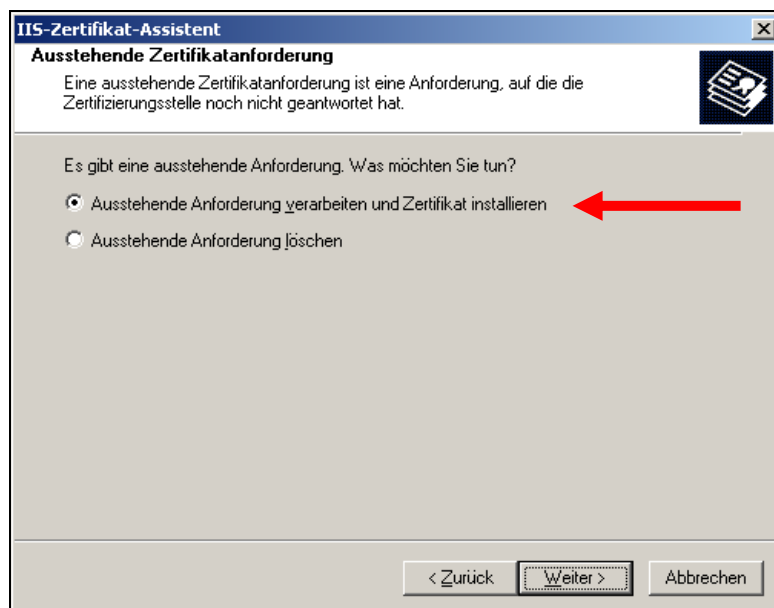 IIS-Zertifikat-Assistent
Ausstehende Zertifikatanforderung
Eine ausstehende Zertifikatanforderung ist eine Anforderung, auf die die
Zertifizierungsstelle noch nicht geantwortet hat.
Es gibt eine ausstehende Anforderung. Was möchten Sie tun?
Ausstehende Anforderung verarbeiten und Zertifikat installieren
Ausstehende Anforderung löschen
< Zurück Weiter > Abbrechen